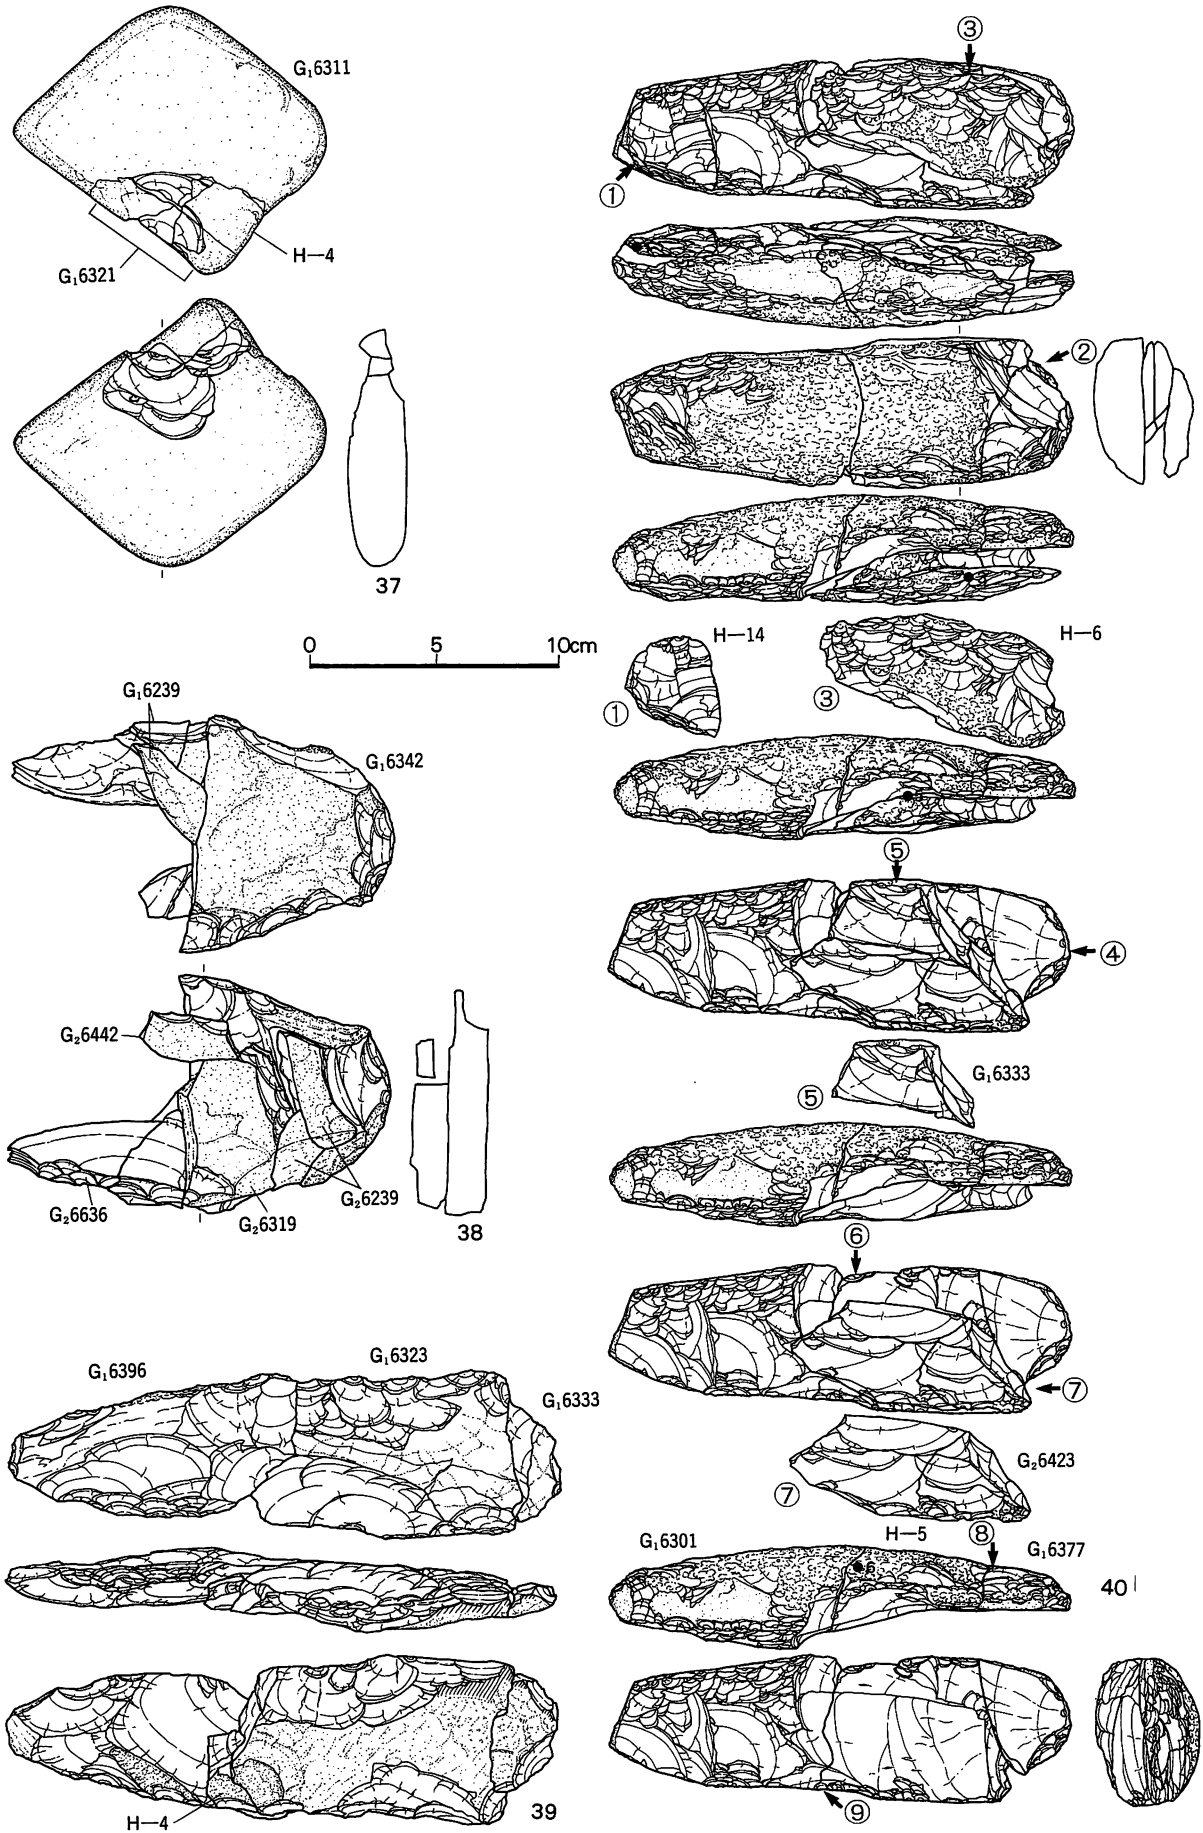 G₁6311
H—4
G₁6321
37
0 5 10cm
G₁6239
G₁6342
G₂6442
G₂6239
G₂6636
G₂6319
38
G₁6396
G₁6323
G₁6333
H—4
39
③
①
②
H—14
H—6
①
③
⑤
④
G₁6333
⑤
⑥
⑦
G₂6423
⑦
G₁6301
H—5
⑧
G₁6377
40
⑨